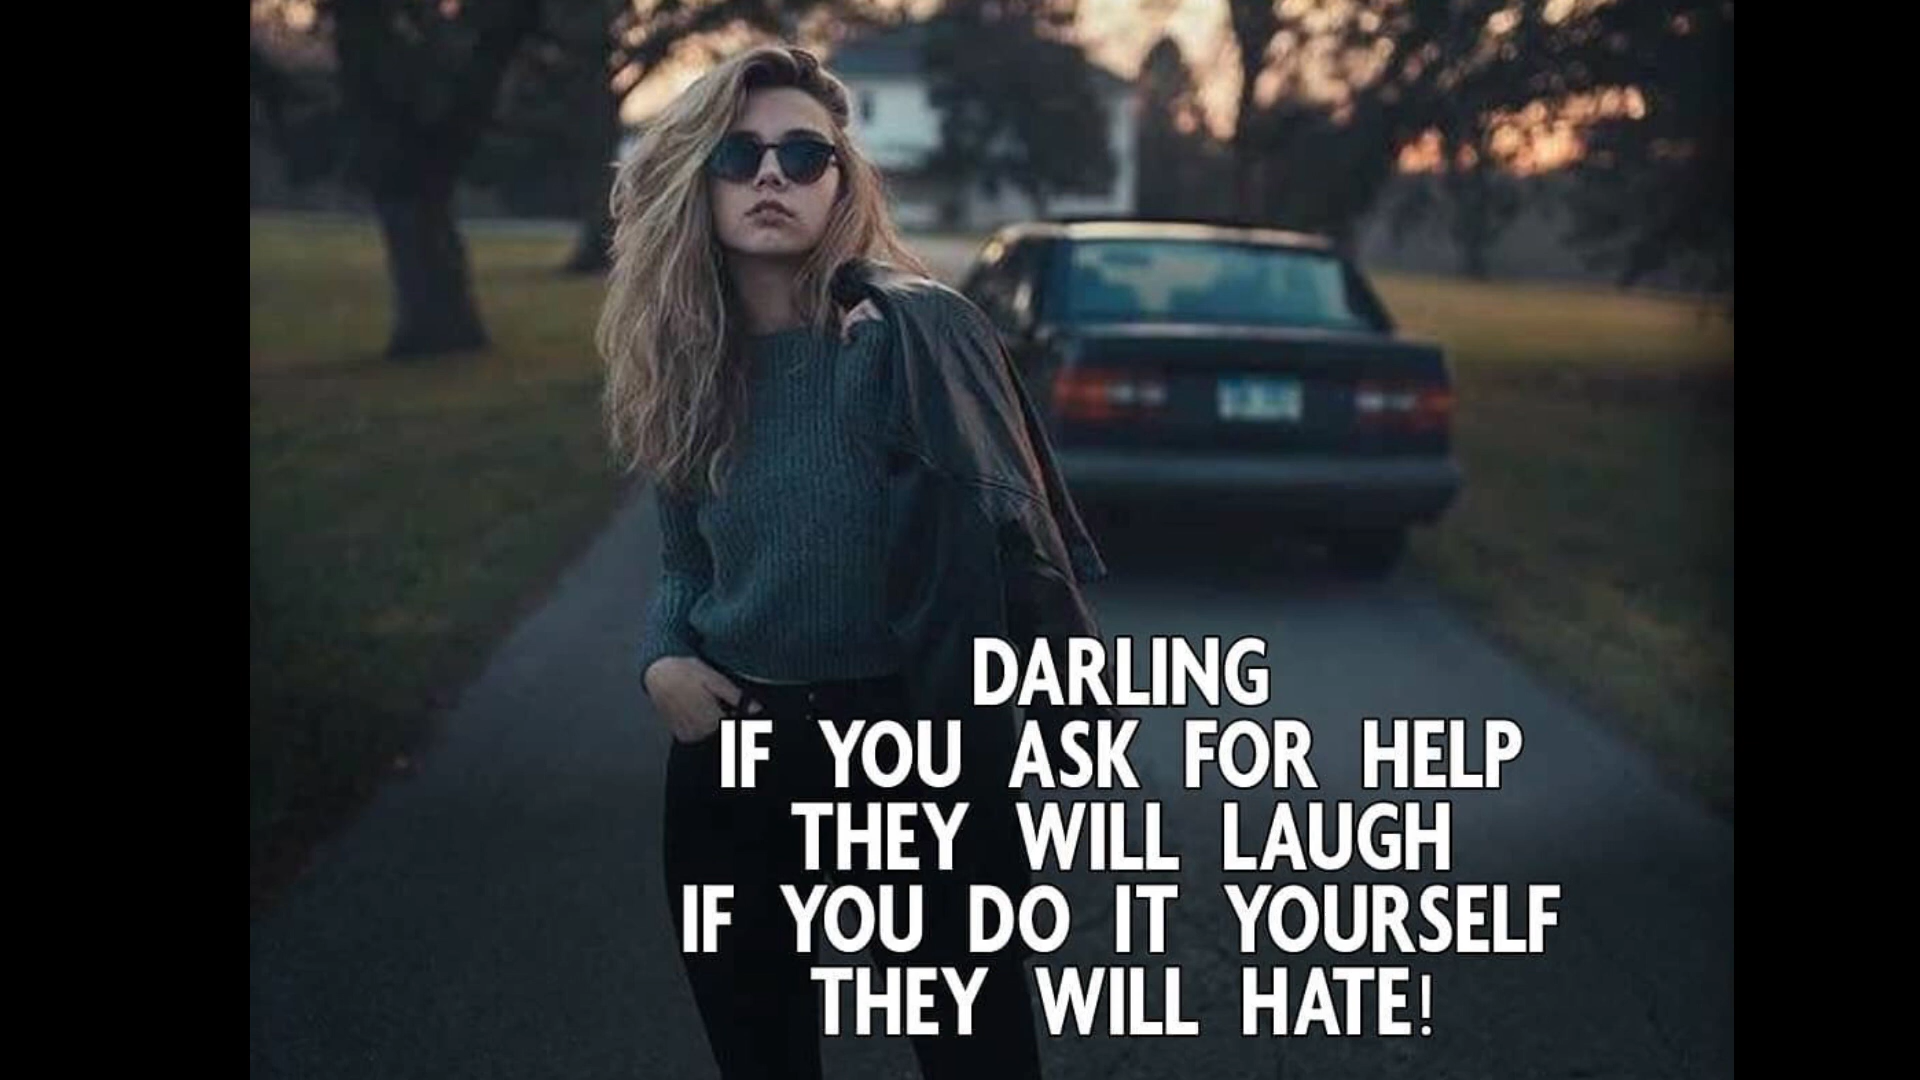 DARLING
IF YOU ASK FOR HELP
THEY WILL LAUGH
IF YOU DO IT YOURSELF
THEY WILL HATE!